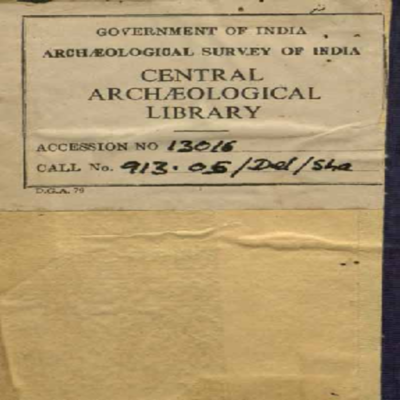 GOVERNMENT OF INDIA
ARCHÆOLOGICAL SURVEY OF INDIA
CENTRAL
ARCHÆOLOGICAL
LIBRARY
ACCESSION NO 13016
CALL No. 913.05/Del/Sha
D.G.A. 79